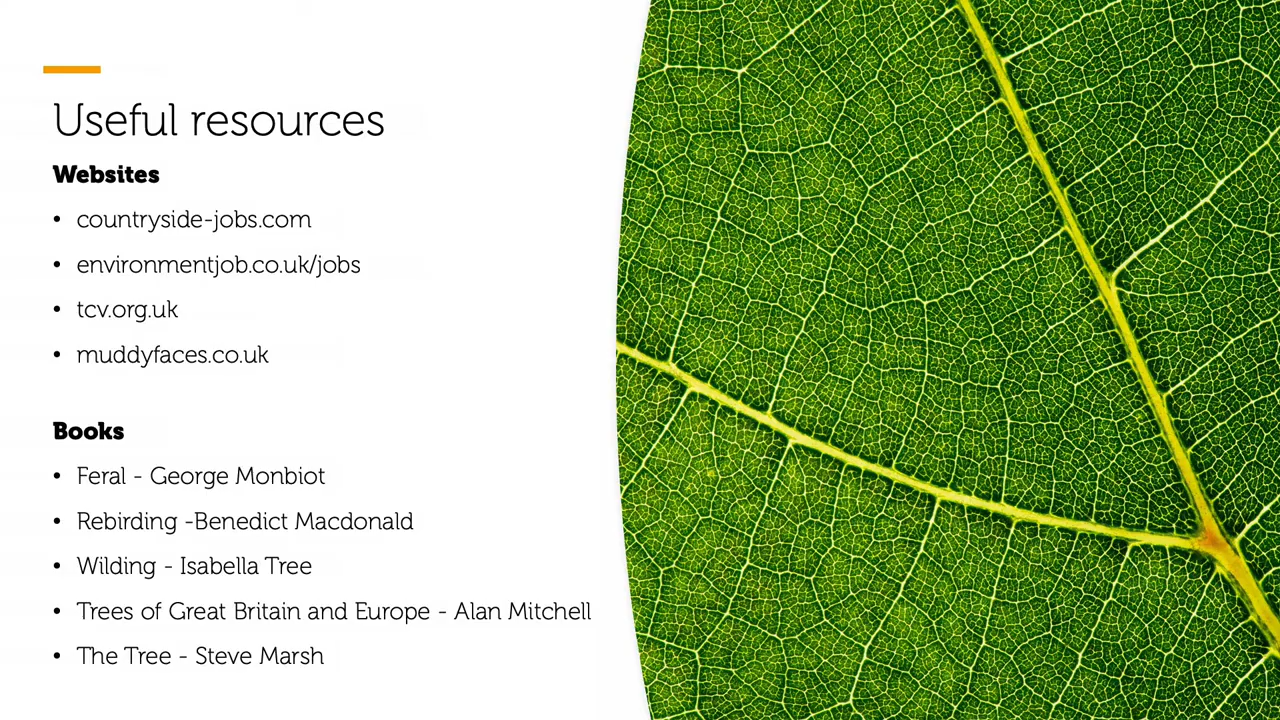 Useful resources
Websites
• countryside-jobs.com
• environmentjob.co.uk/jobs
• tcv.org.uk
• muddyfaces.co.uk
Books
• Feral - George Monbiot
• Rebirding -Benedict Macdonald
• Wilding - Isabella Tree
• Trees of Great Britain and Europe - Alan Mitchell
• The Tree - Steve Marsh